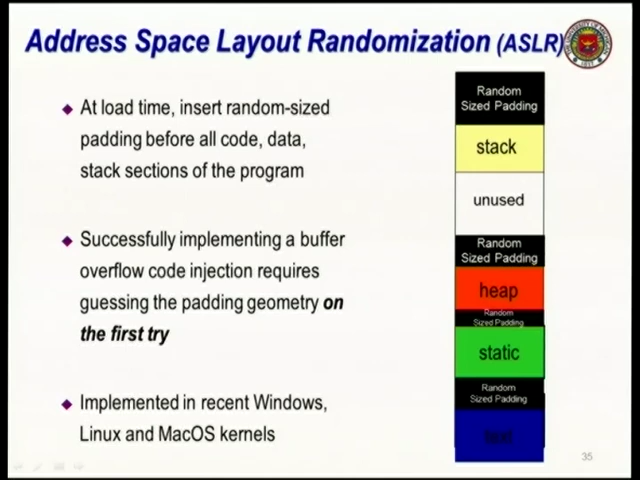 Address Space Layout Randomization (ASLR)
At load time, insert random-sized
padding before all code, data,
stack sections of the program
Successfully implementing a buffer
overflow code injection requires
guessing the padding geometry on
the first try
Implemented in recent Windows,
Linux and MacOS kernels
Random
Sized Padding
stack
unused
Random
Sized Padding
heap
Random
Sized Padding
static
Random
Sized Padding
text
35